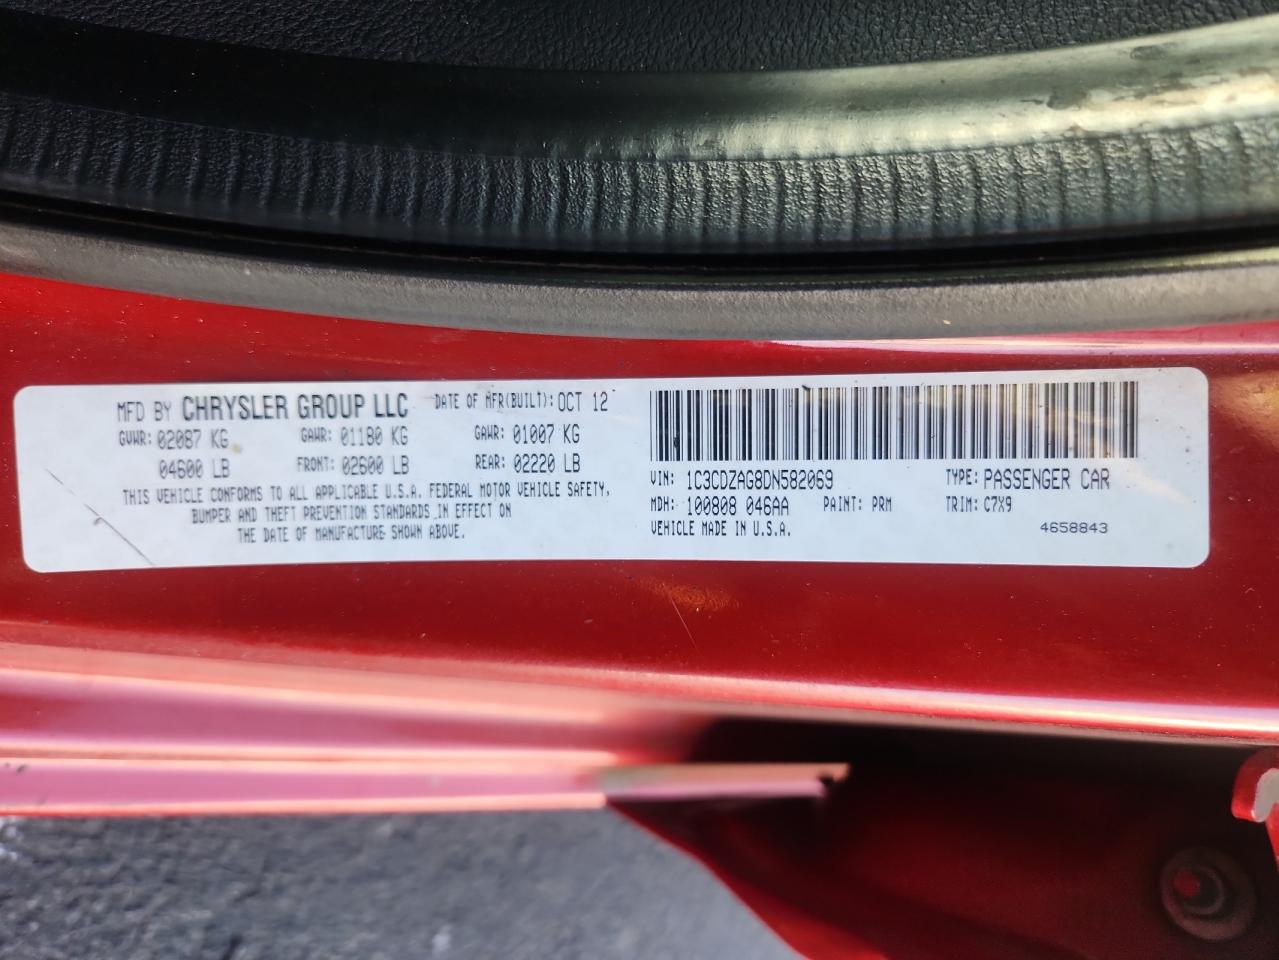 MFD BY CHRYSLER GROUP LLC DATE OF MFR(BUILT): OCT 12
GVWR: 02087 KG GAWR: 01180 KG GAWR: 01007 KG
04600 LB FRONT: 02600 LB REAR: 02220 LB
THIS VEHICLE CONFORMS TO ALL APPLICABLE U.S.A. FEDERAL MOTOR VEHICLE SAFETY,
BUMPER AND THEFT PREVENTION STANDARDS IN EFFECT ON
THE DATE OF MANUFACTURE SHOWN ABOVE.
VIN: 1C3CDZAG8DN582069 TYPE: PASSENGER CAR
MDH: 100808 046AA PAINT: PRM TRIM: C7X9
VEHICLE MADE IN U.S.A. 4658843